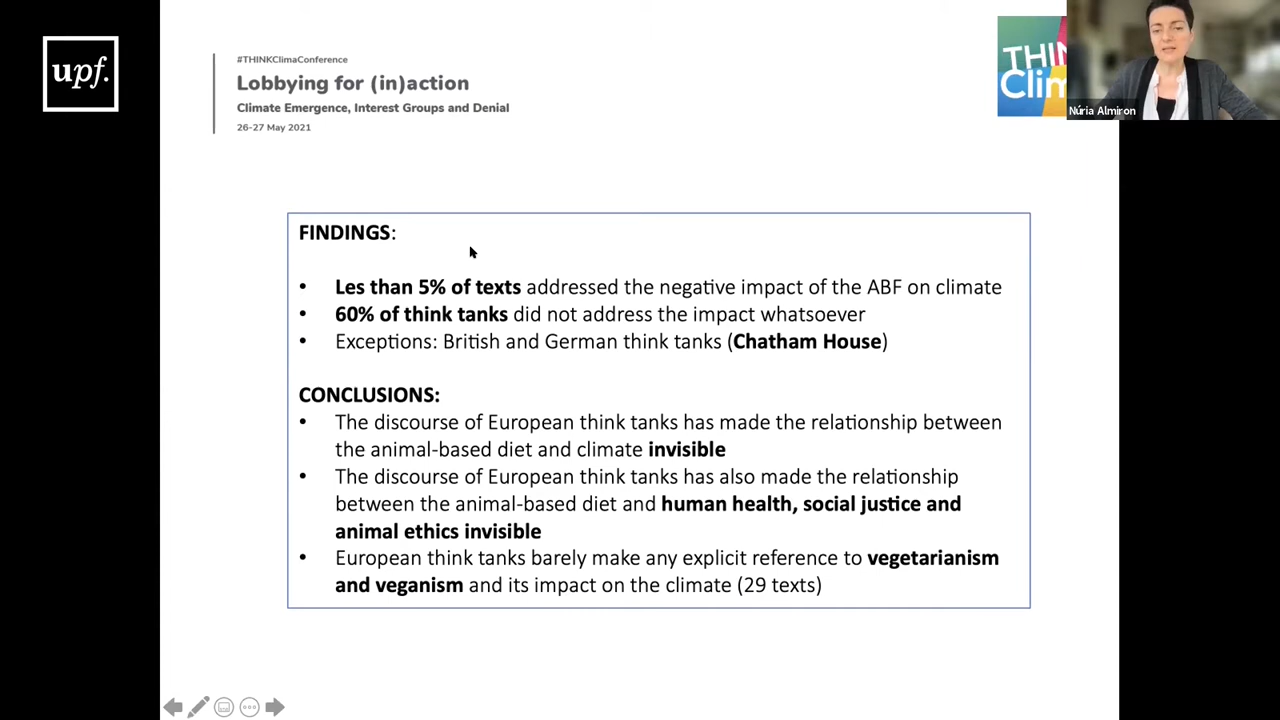 upf.
#THINKClimaConference
Lobbying for (in)action
Climate Emergence, Interest Groups and Denial
26-27 May 2021
THIN
Clim
Núria Almiron
FINDINGS:
• Less than 5% of texts addressed the negative impact of the ABF on climate
• 60% of think tanks did not address the impact whatsoever
• Exceptions: British and German think tanks (Chatham House)
CONCLUSIONS:
• The discourse of European think tanks has made the relationship between
the animal-based diet and climate invisible
• The discourse of European think tanks has also made the relationship
between the animal-based diet and human health, social justice and
animal ethics invisible
• European think tanks barely make any explicit reference to vegetarianism
and veganism and its impact on the climate (29 texts)